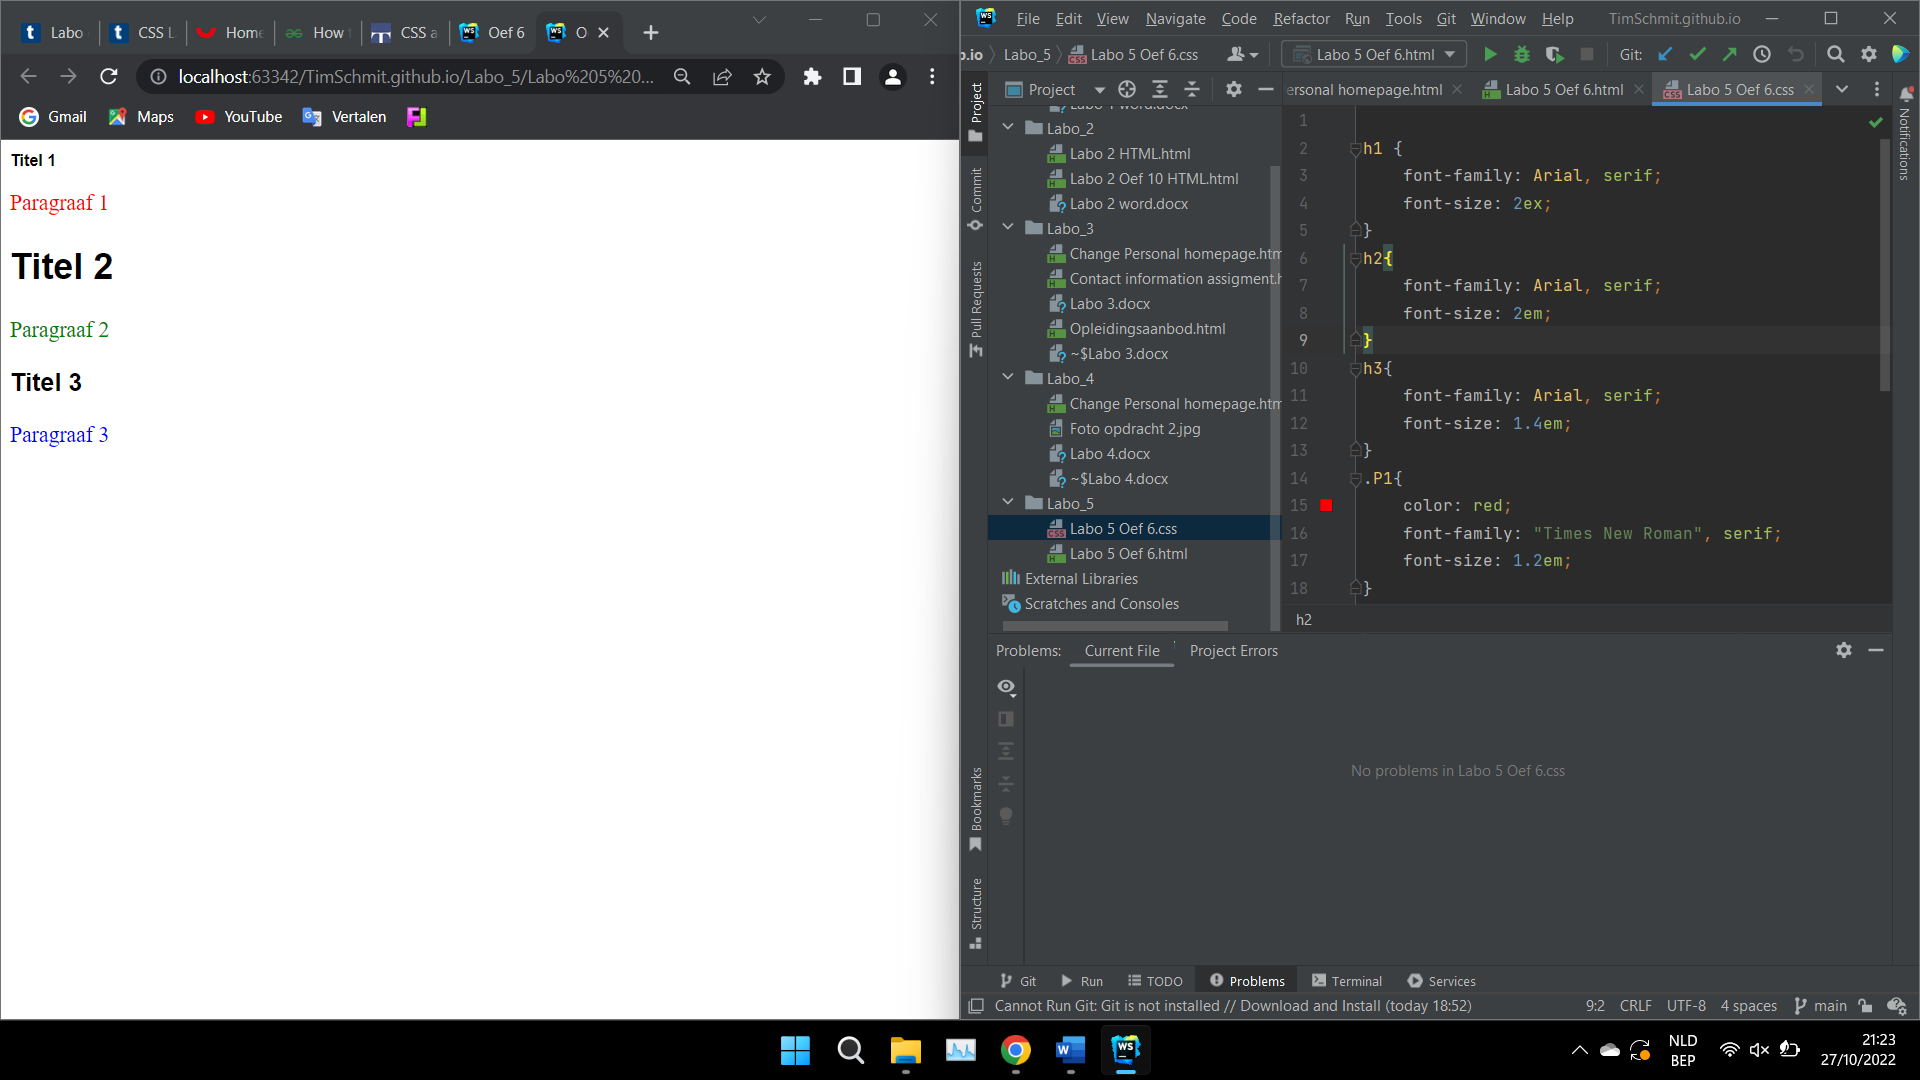 Labo
CSS L
Home
How
CSS a
Oef 6
O
localhost:63342/TimSchmit.github.io/Labo_5/Labo%205%20...
Gmail
Maps
YouTube
Vertalen
Titel 1
Paragraaf 1
Titel 2
Paragraaf 2
Titel 3
Paragraaf 3
File Edit View Navigate Code Refactor Run Tools Git Window Help TimSchmit.github.io
o.io Labo_5 Labo 5 Oef 6.css Labo 5 Oef 6.html Git:
Project
ersonal homepage.html Labo 5 Oef 6.html Labo 5 Oef 6.css
Project
Commit
Pull Requests
Bookmarks
Structure
Notifications
Labo 1 word.docx
Labo_2
Labo 2 HTML.html
Labo 2 Oef 10 HTML.html
Labo 2 word.docx
Labo_3
Change Personal homepage.htm
Contact information assigment.h
Labo 3.docx
Opleidingsaanbod.html
~$Labo 3.docx
Labo_4
Change Personal homepage.htm
Foto opdracht 2.jpg
Labo 4.docx
~$Labo 4.docx
Labo_5
Labo 5 Oef 6.css
Labo 5 Oef 6.html
External Libraries
Scratches and Consoles
1
2 h1 {
3 font-family: Arial, serif;
4 font-size: 2ex;
5 }
6 h2{
7 font-family: Arial, serif;
8 font-size: 2em;
9 }
10 h3{
11 font-family: Arial, serif;
12 font-size: 1.4em;
13 }
14 .P1{
15 color: red;
16 font-family: "Times New Roman", serif;
17 font-size: 1.2em;
18 }
h2
Problems: Current File Project Errors
No problems in Labo 5 Oef 6.css
Git Run TODO Problems Terminal Services
Cannot Run Git: Git is not installed // Download and Install (today 18:52) 9:2 CRLF UTF-8 4 spaces main
NLD
BEP
21:23
27/10/2022